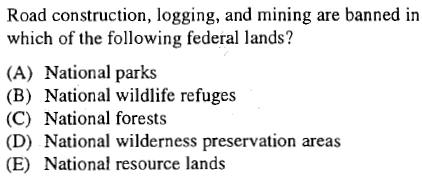 Road construction, logging, and mining are banned in
which of the following federal lands?
(A) National parks
(B) National wildlife refuges
(C) National forests
(D) National wilderness preservation areas
(E) National resource lands